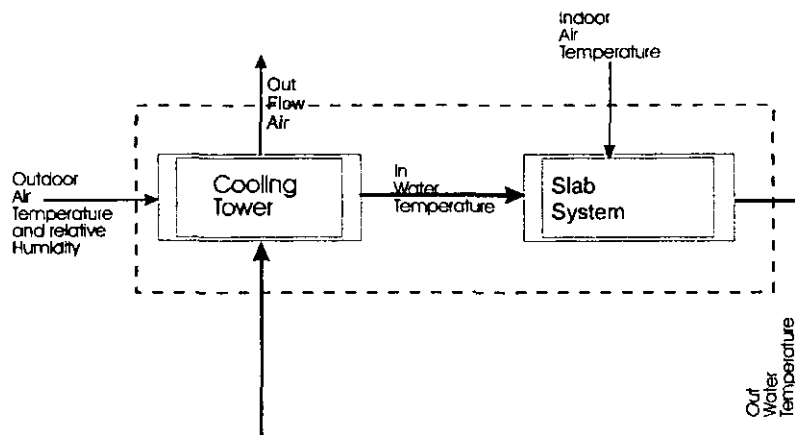 Indoor
Air
Temperature
Out
Flow
Air
Outdoor
Air
Temperature
and relative
Humidity
Cooling
Tower
In
Water
Temperature
Slab
System
Out
Water
Temperature